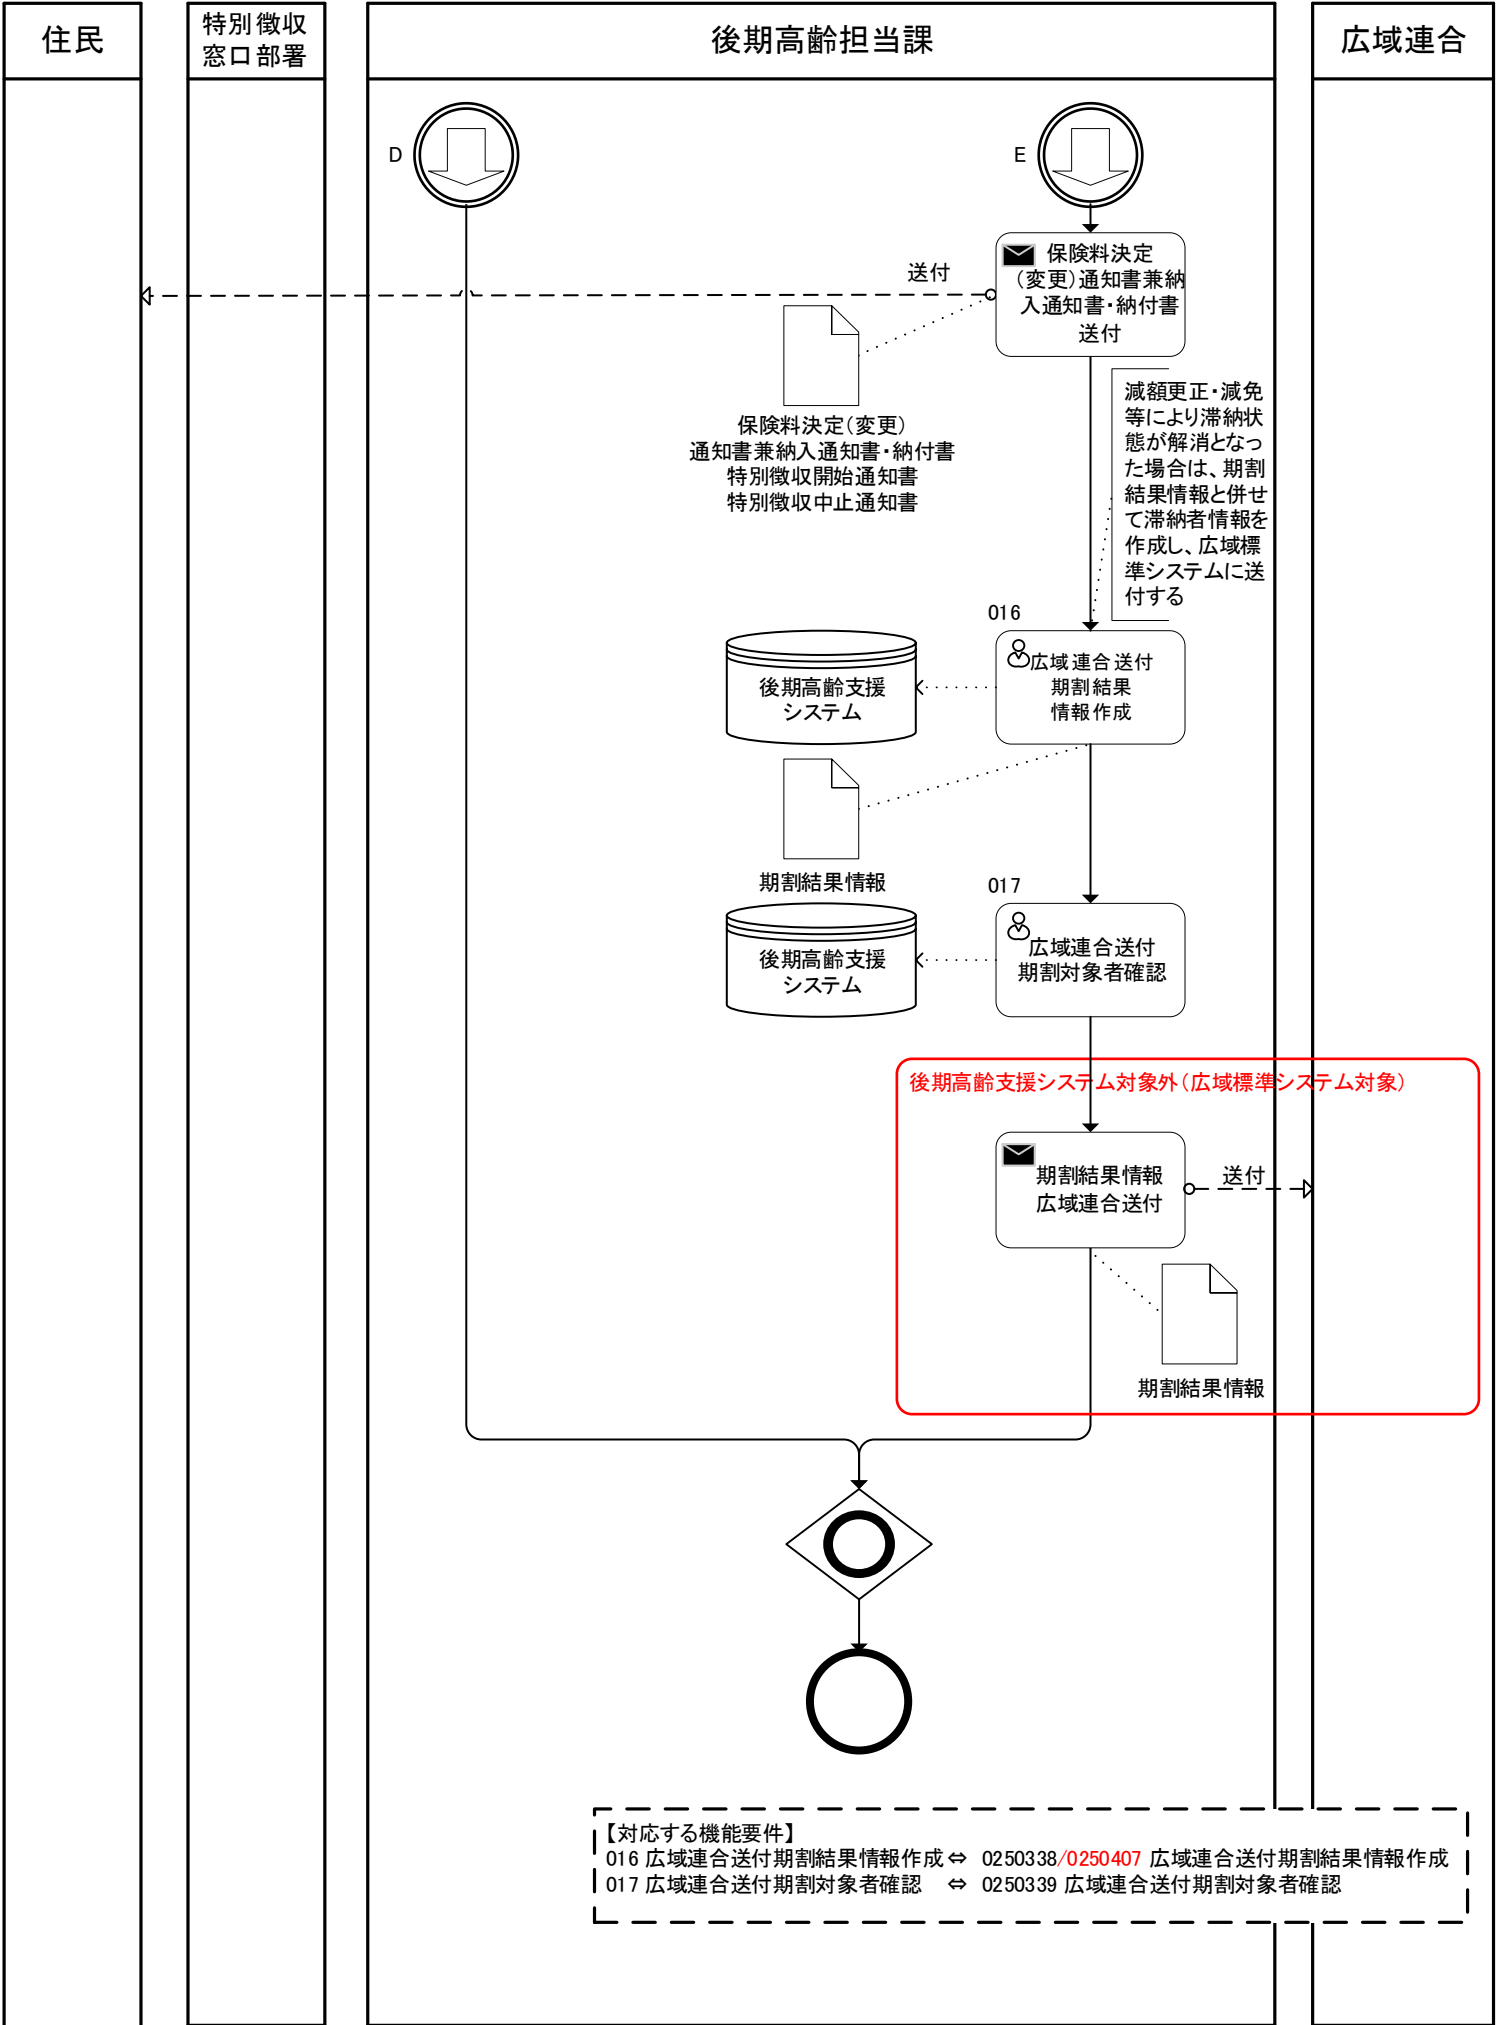 住民
特別徴収
窓口部署
後期高齢担当課
広域連合
D
E
保険料決定
（変更）通知書兼納
入通知書・納付書
送付
送付
保険料決定（変更）
通知書兼納入通知書・納付書
特別徴収開始通知書
特別徴収中止通知書
減額更正・減免
等により滞納状
態が解消となっ
た場合は、期割
結果情報と併せ
て滞納者情報を
作成し、広域標
準システムに送
付する
016
広域連合送付
期割結果
情報作成
後期高齢支援
システム
期割結果情報
017
広域連合送付
期割対象者確認
後期高齢支援
システム
後期高齢支援システム対象外（広域標準システム対象）
期割結果情報
広域連合送付
送付
期割結果情報
【対応する機能要件】
016 広域連合送付期割結果情報作成⇔ 0250338/0250407 広域連合送付期割結果情報作成
017 広域連合送付期割対象者確認 ⇔ 0250339 広域連合送付期割対象者確認